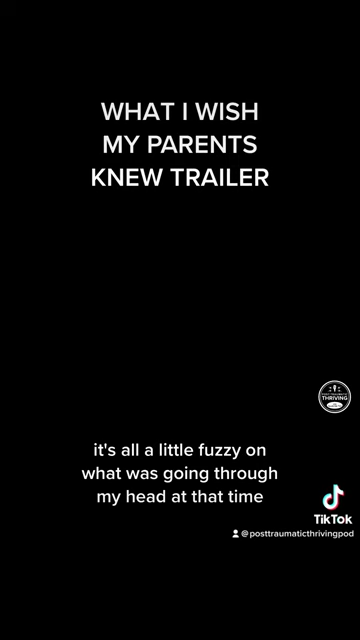 WHAT I WISH
MY PARENTS
KNEW TRAILER
THRIVING
it's all a little fuzzy on
what was going through
my head at that time
TikTok
@posttraumaticthrivingpod